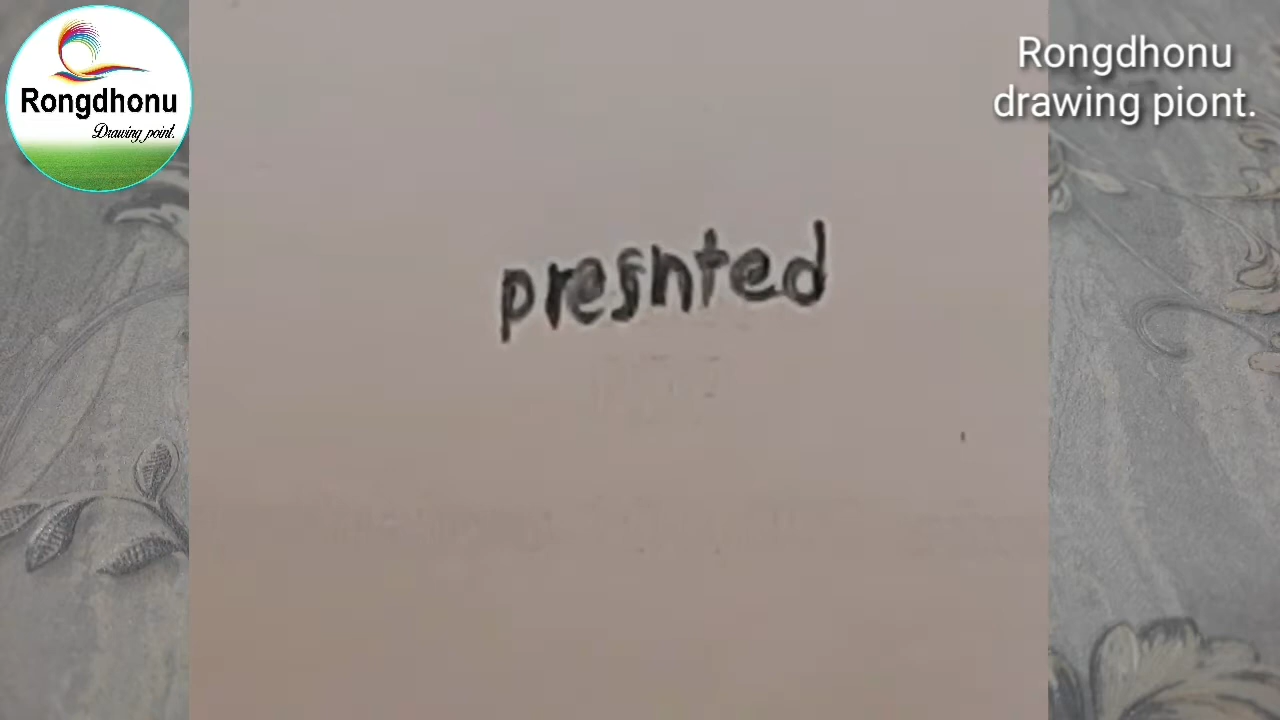 Rongdhonu
Drawing point.
Rongdhonu
drawing piont.
presnted